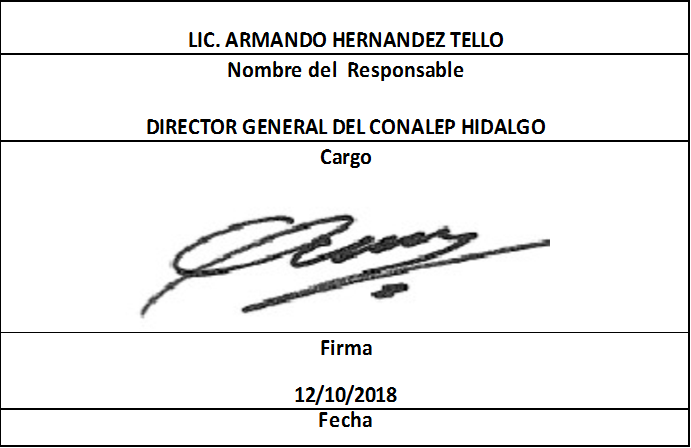 LIC. ARMANDO HERNANDEZ TELLO
Nombre del Responsable
DIRECTOR GENERAL DEL CONALEP HIDALGO
Cargo
Firma
12/10/2018
Fecha